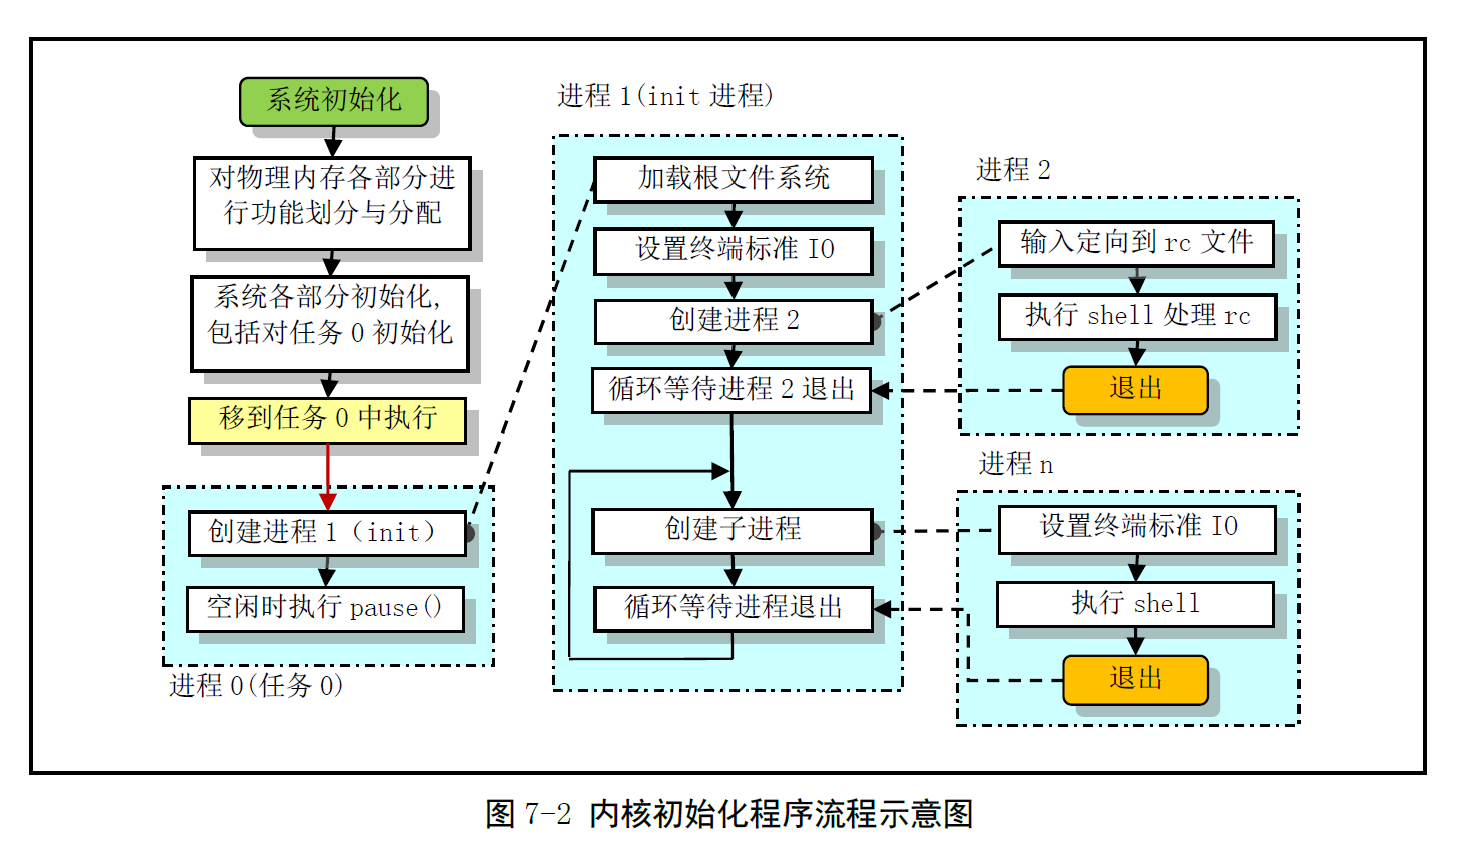 系统初始化
对物理内存各部分进
行功能划分与分配
系统各部分初始化,
包括对任务 0 初始化
移到任务 0 中执行
创建进程 1（init）
空闲时执行 pause()
进程 0(任务 0)
进程 1(init 进程)
加载根文件系统
设置终端标准 IO
创建进程 2
循环等待进程 2 退出
创建子进程
循环等待进程退出
进程 2
输入定向到 rc 文件
执行 shell 处理 rc
退出
进程 n
设置终端标准 IO
执行 shell
退出
图 7-2 内核初始化程序流程示意图